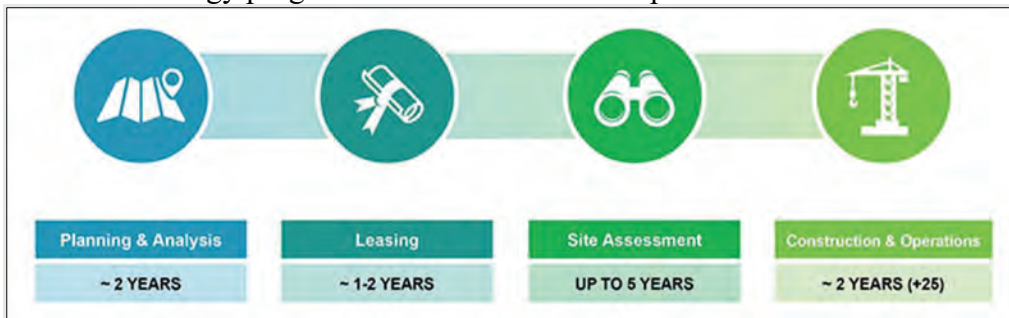 Planning & Analysis
~ 2 YEARS
Leasing
~ 1-2 YEARS
Site Assessment
UP TO 5 YEARS
Construction & Operations
~ 2 YEARS (+25)